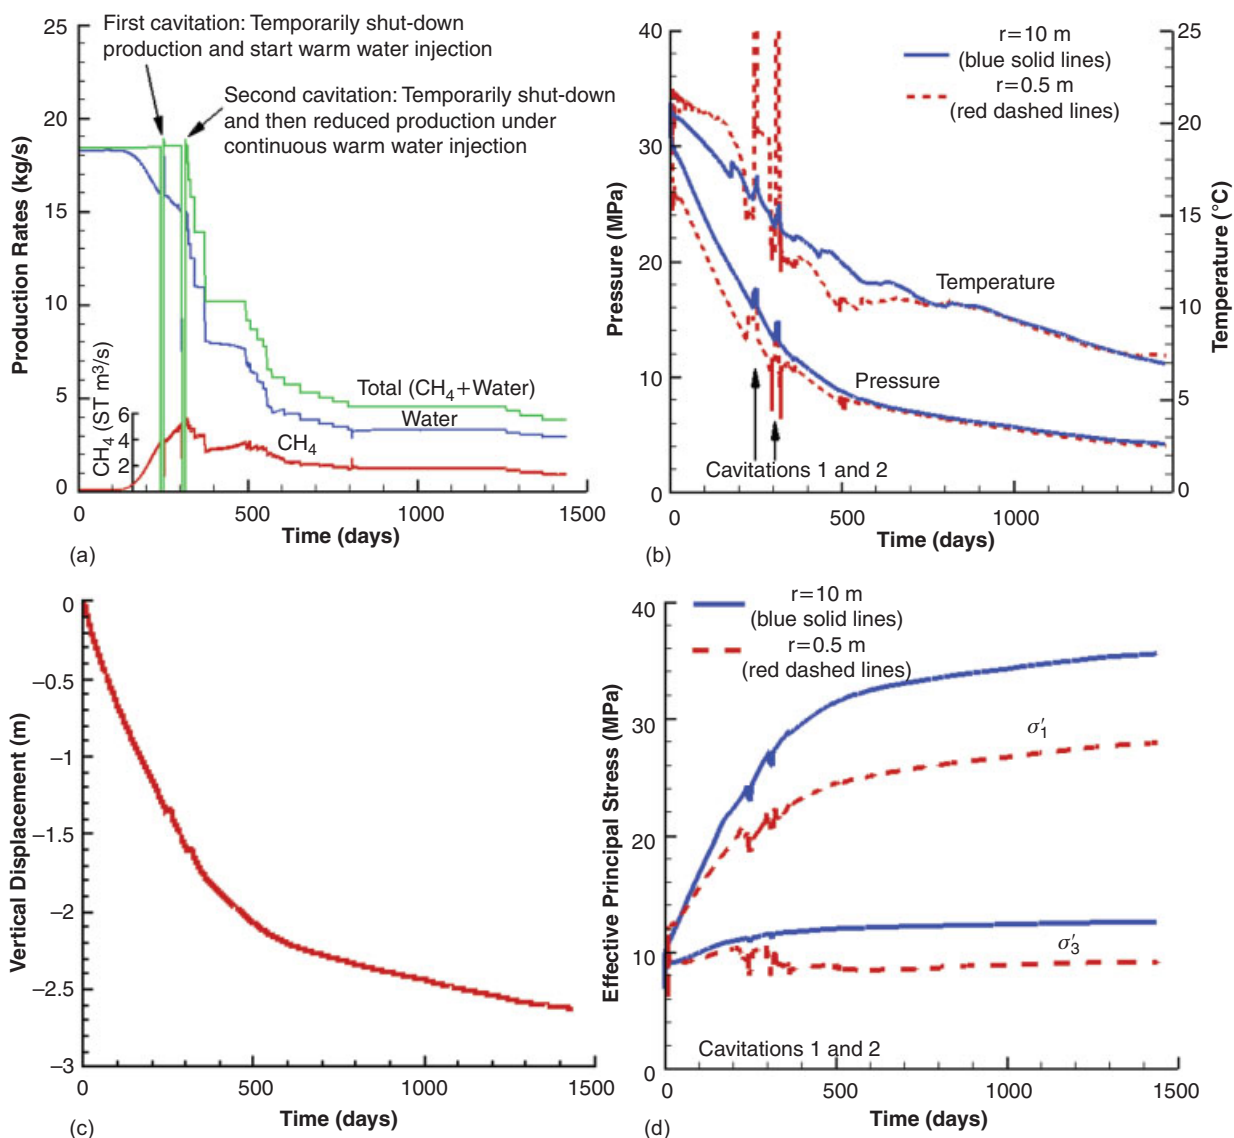 First cavitation: Temporarily shut-down
production and start warm water injection
Second cavitation: Temporarily shut-down
and then reduced production under
continuous warm water injection
25
20
15
10
5
0
Production Rates (kg/s)
CH4 (ST m³/s)
6
4
2
Total (CH4+Water)
Water
CH4
0
500
1000
1500
Time (days)
(a)
40
30
20
10
0
Pressure (MPa)
r=10 m
(blue solid lines)
r=0.5 m
(red dashed lines)
Temperature
Pressure
Cavitations 1 and 2
25
20
15
10
5
0
Temperature (°C)
0
500
1000
Time (days)
(b)
0
−0.5
−1
−1.5
−2
−2.5
−3
Vertical Displacement (m)
0
500
1000
1500
Time (days)
(c)
40
30
20
10
0
Effective Principal Stress (MPa)
r=10 m
(blue solid lines)
r=0.5 m
(red dashed lines)
σ′1
σ′3
Cavitations 1 and 2
0
500
1000
1500
Time (days)
(d)